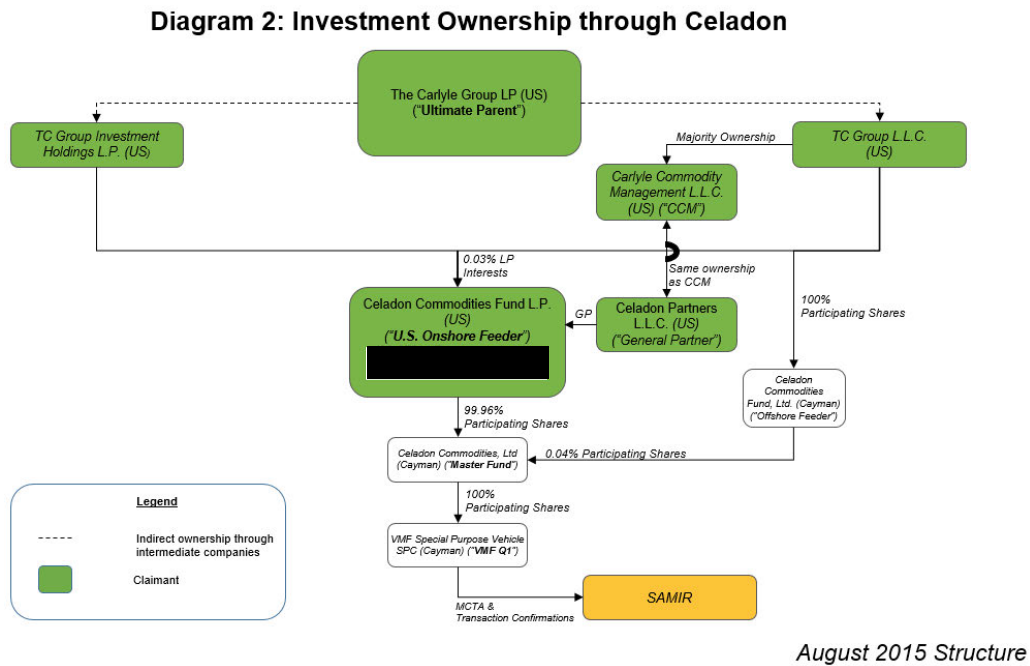 Diagram 2: Investment Ownership through Celadon
The Carlyle Group LP (US)
("Ultimate Parent")
TC Group Investment
Holdings L.P. (US)
TC Group L.L.C.
(US)
Majority Ownership
Carlyle Commodity
Management L.L.C.
(US) ("CCM")
0.03% LP
Interests
Same ownership
as CCM
100%
Participating Shares
Celadon Commodities Fund L.P.
(US)
("U.S. Onshore Feeder")
GP
Celadon Partners
L.L.C. (US)
("General Partner")
Celadon
Commodities
Fund, Ltd. (Cayman)
("Offshore Feeder")
99.96%
Participating Shares
Celadon Commodities, Ltd
(Cayman) ("Master Fund")
0.04% Participating Shares
100%
Participating Shares
VMF Special Purpose Vehicle
SPC (Cayman) ("VMF Q1")
MCTA &
Transaction Confirmations
SAMIR
Legend
Indirect ownership through
intermediate companies
Claimant
August 2015 Structure